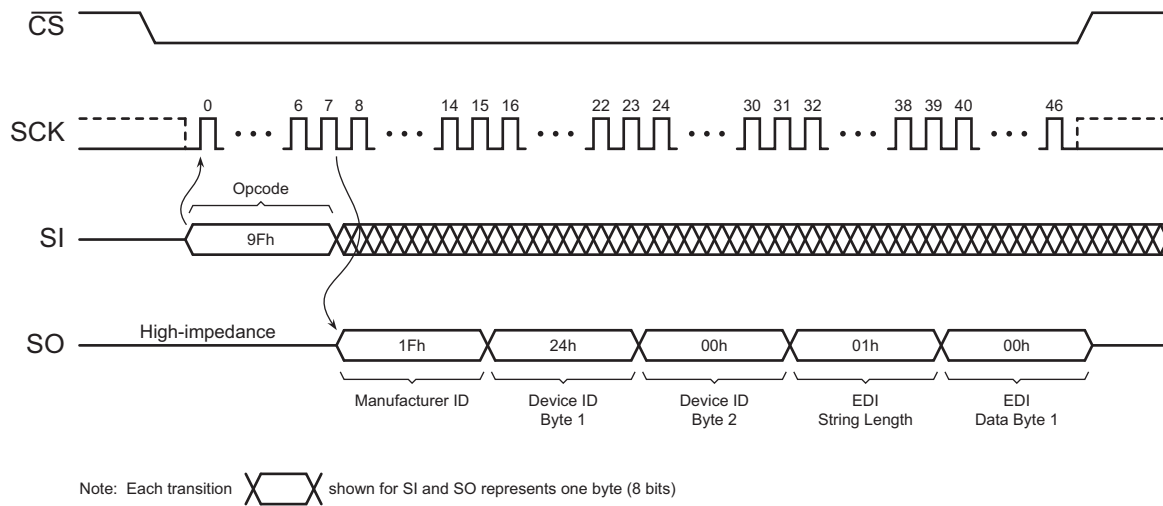 CS
SCK
0 6 7 8 14 15 16 22 23 24 30 31 32 38 39 40 46
Opcode
SI
9Fh
High-impedance
SO
1Fh 24h 00h 01h 00h
Manufacturer ID
Device ID
Byte 1
Device ID
Byte 2
EDI
String Length
EDI
Data Byte 1
Note: Each transition shown for SI and SO represents one byte (8 bits)